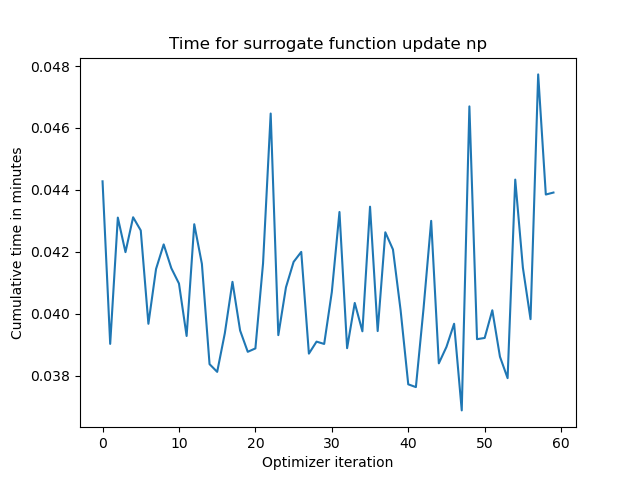 Time for surrogate function update np
Cumulative time in minutes
0.048
0.046
0.044
0.042
0.040
0.038
0 10 20 30 40 50 60
Optimizer iteration